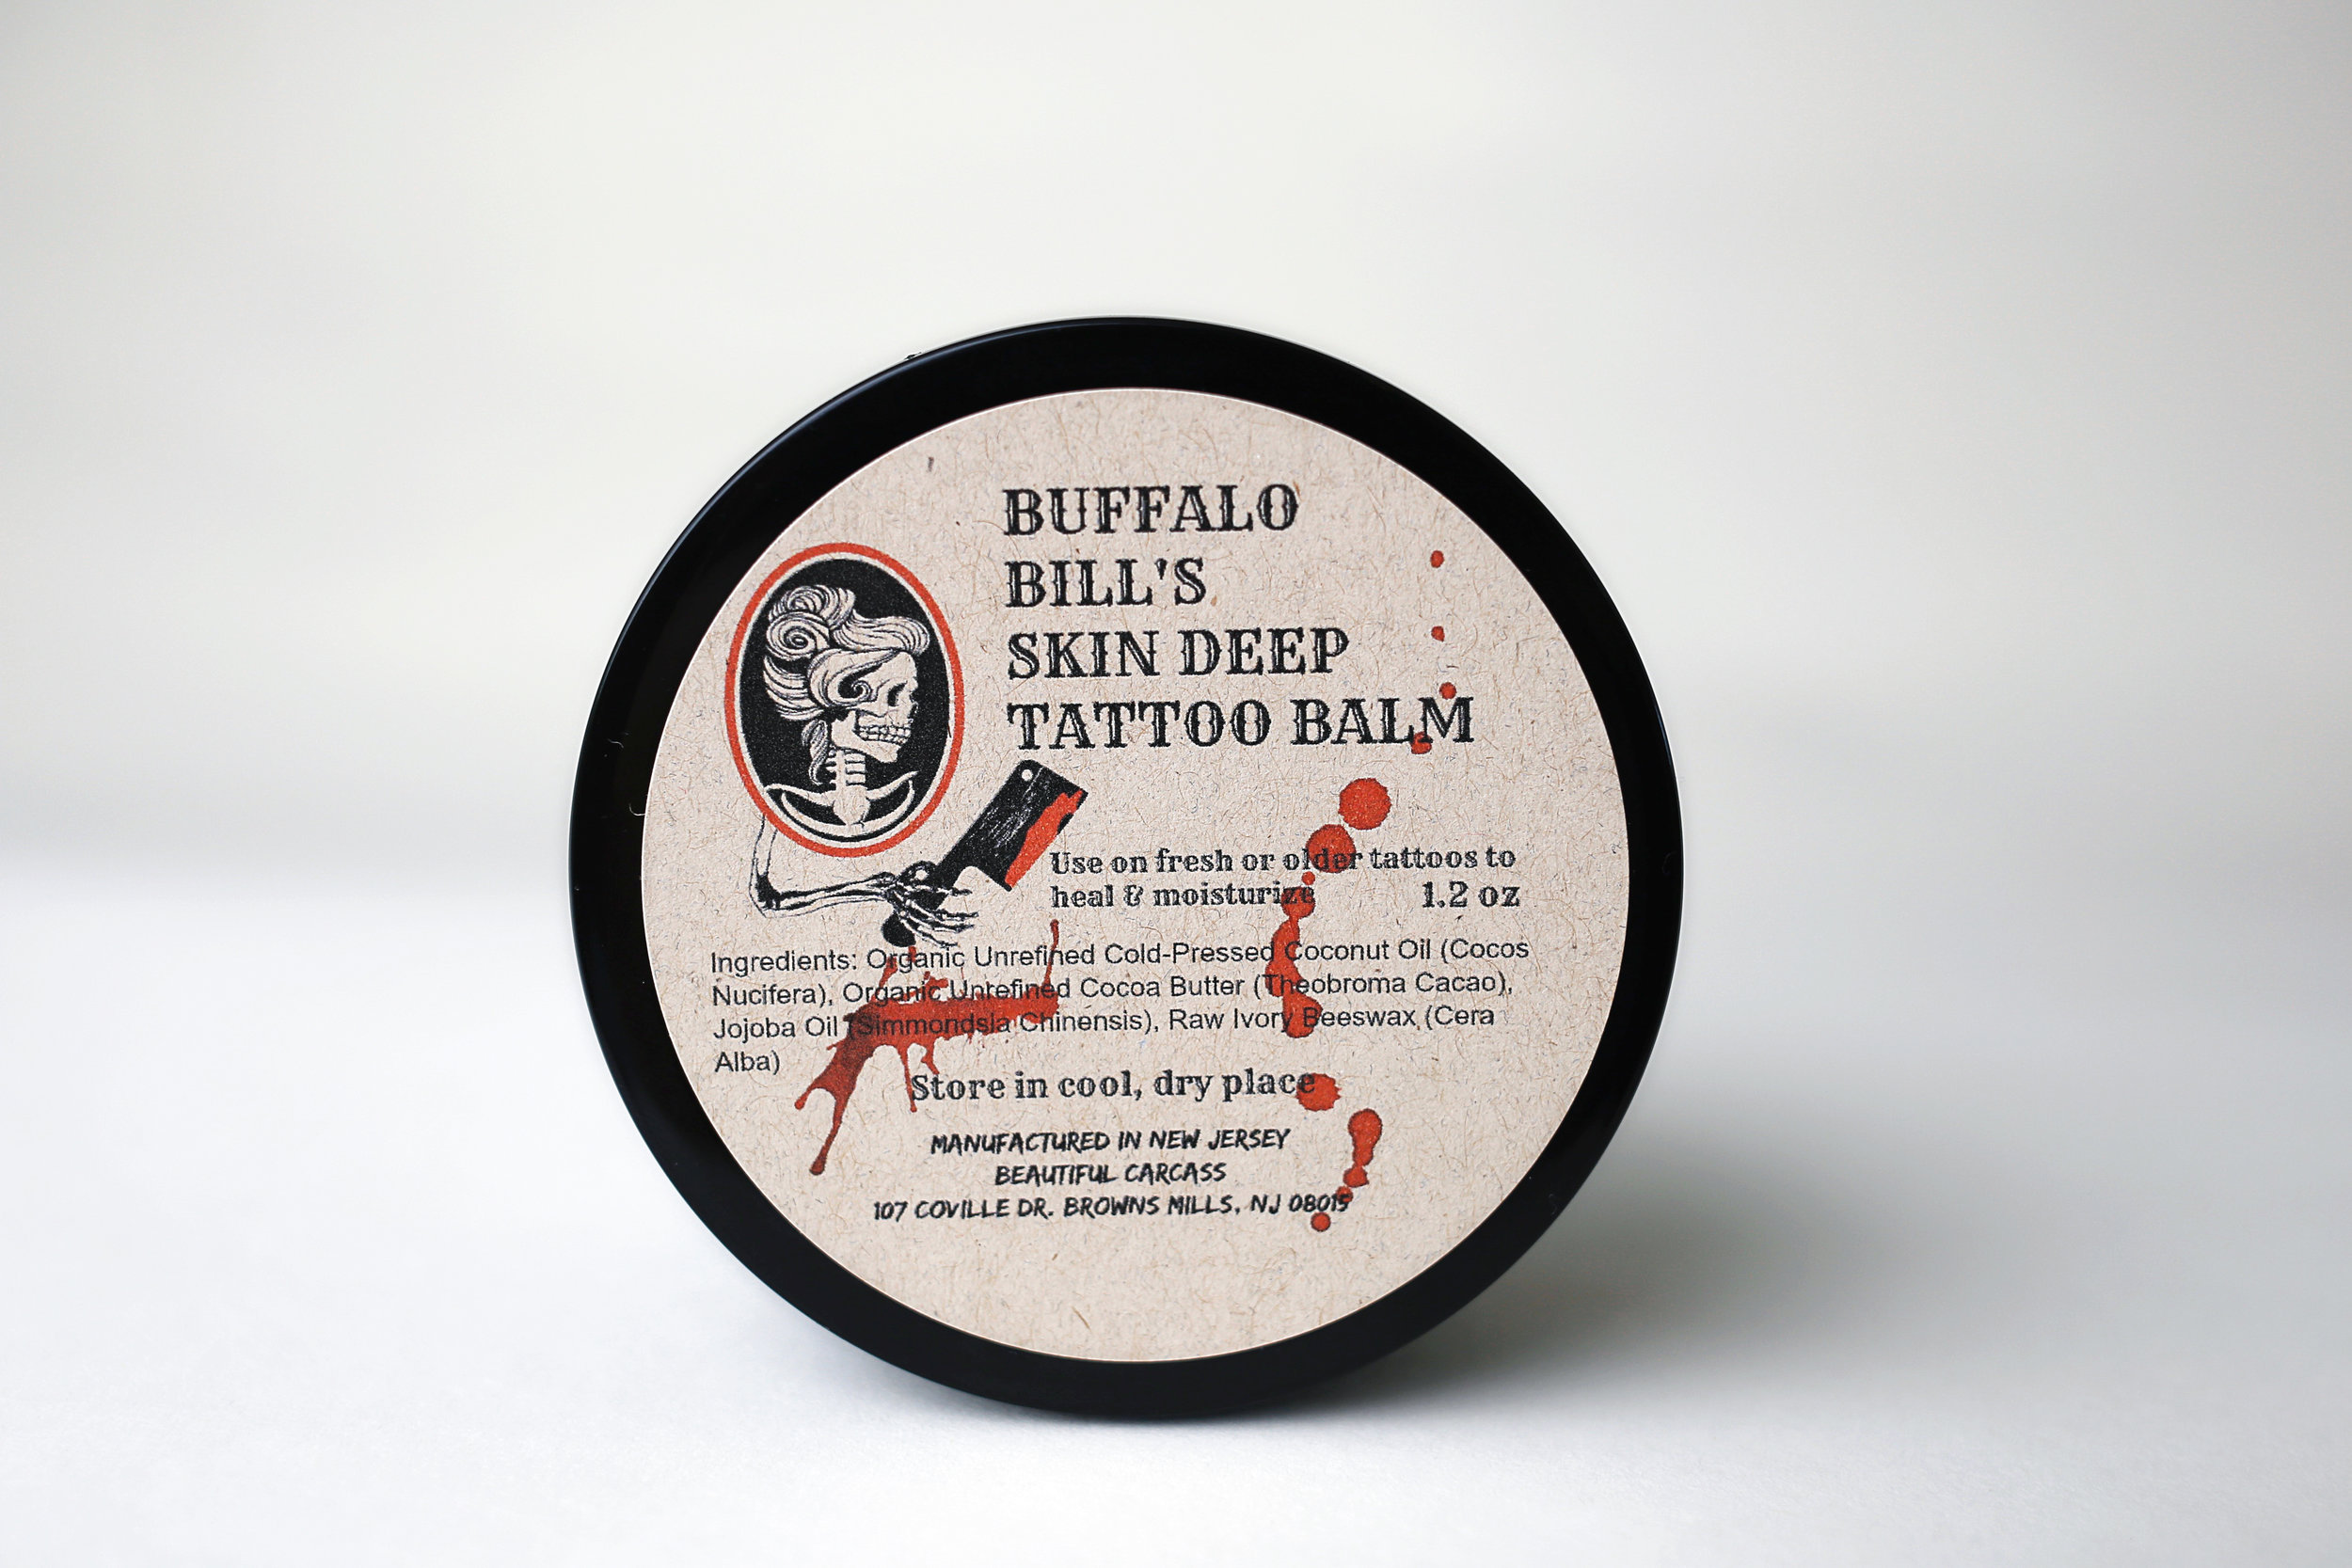 BUFFALO
BILL'S
SKIN DEEP
TATTOO BALM
Use on fresh or older tattoos to
heal & moisturize 1.2 oz
Ingredients: Organic Unrefined Cold-Pressed Coconut Oil (Cocos
Nucifera), Organic Unrefined Cocoa Butter (Theobroma Cacao),
Jojoba Oil (Simmondsia Chinensis), Raw Ivory Beeswax (Cera
Alba)
Store in cool, dry place
MANUFACTURED IN NEW JERSEY
BEAUTIFUL CARCASS
107 COVILLE DR. BROWNS MILLS, NJ 08015